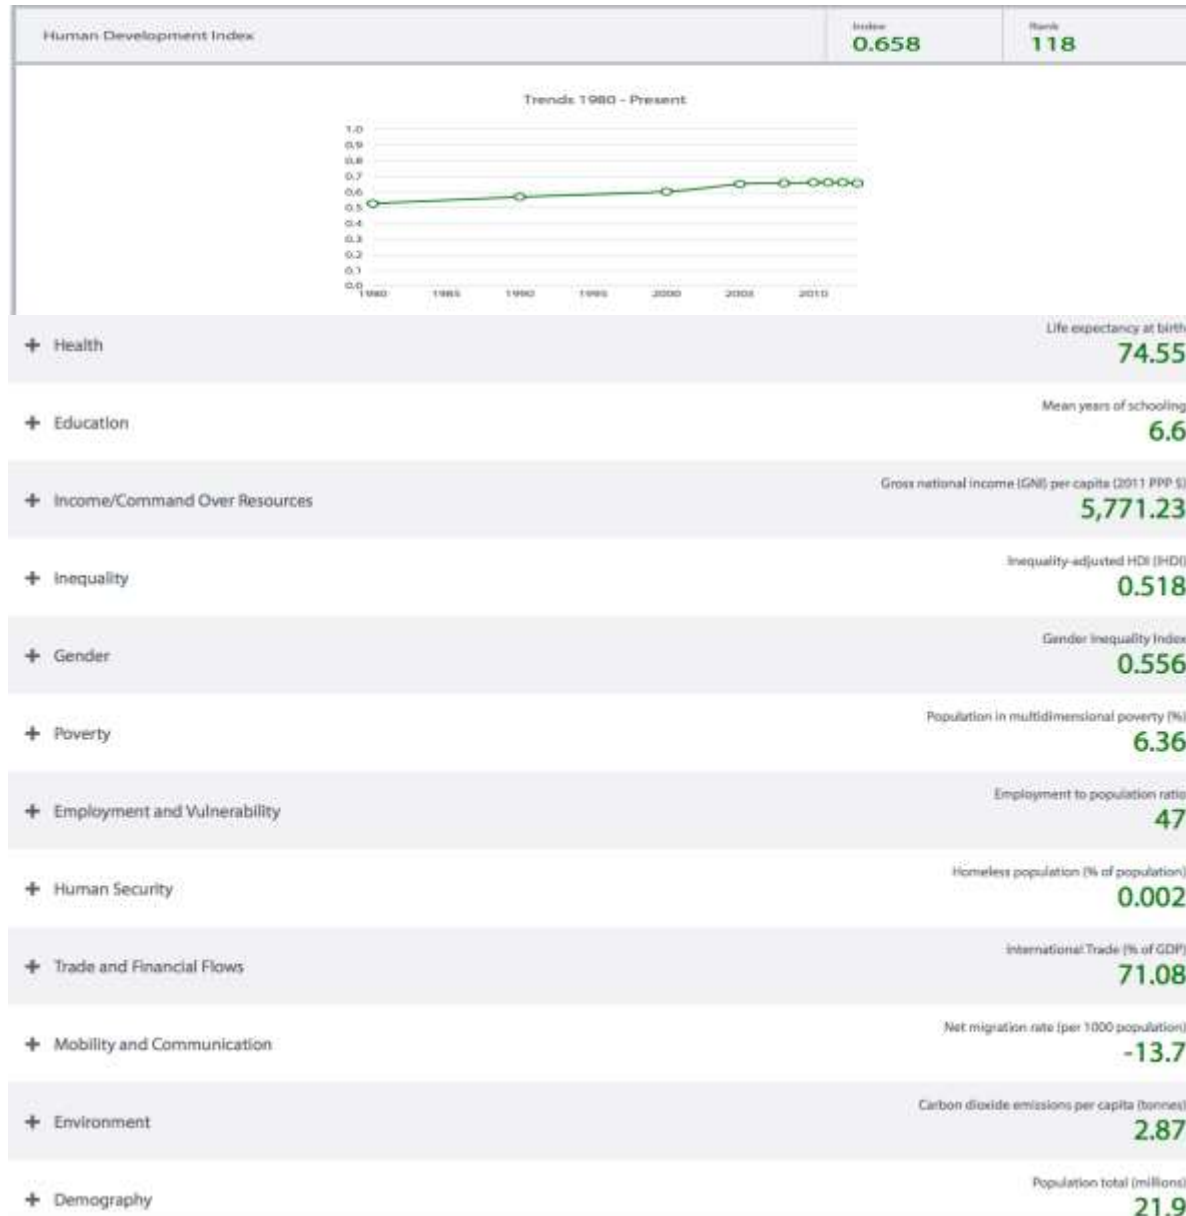 Human Development Index
Index
0.658
Rank
118
Trends 1980 - Present
1.0
0.9
0.8
0.7
0.6
0.5
0.4
0.3
0.2
0.1
0.0
1980 1985 1990 1995 2000 2005 2010
+ Health
Life expectancy at birth
74.55
+ Education
Mean years of schooling
6.6
+ Income/Command Over Resources
Gross national income (GNI) per capita (2011 PPP $)
5,771.23
+ Inequality
Inequality-adjusted HDI (IHDI)
0.518
+ Gender
Gender Inequality Index
0.556
+ Poverty
Population in multidimensional poverty (%)
6.36
+ Employment and Vulnerability
Employment to population ratio
47
+ Human Security
Homeless population (% of population)
0.002
+ Trade and Financial Flows
International Trade (% of GDP)
71.08
+ Mobility and Communication
Net migration rate (per 1000 population)
-13.7
+ Environment
Carbon dioxide emissions per capita (tonnes)
2.87
+ Demography
Population total (millions)
21.9